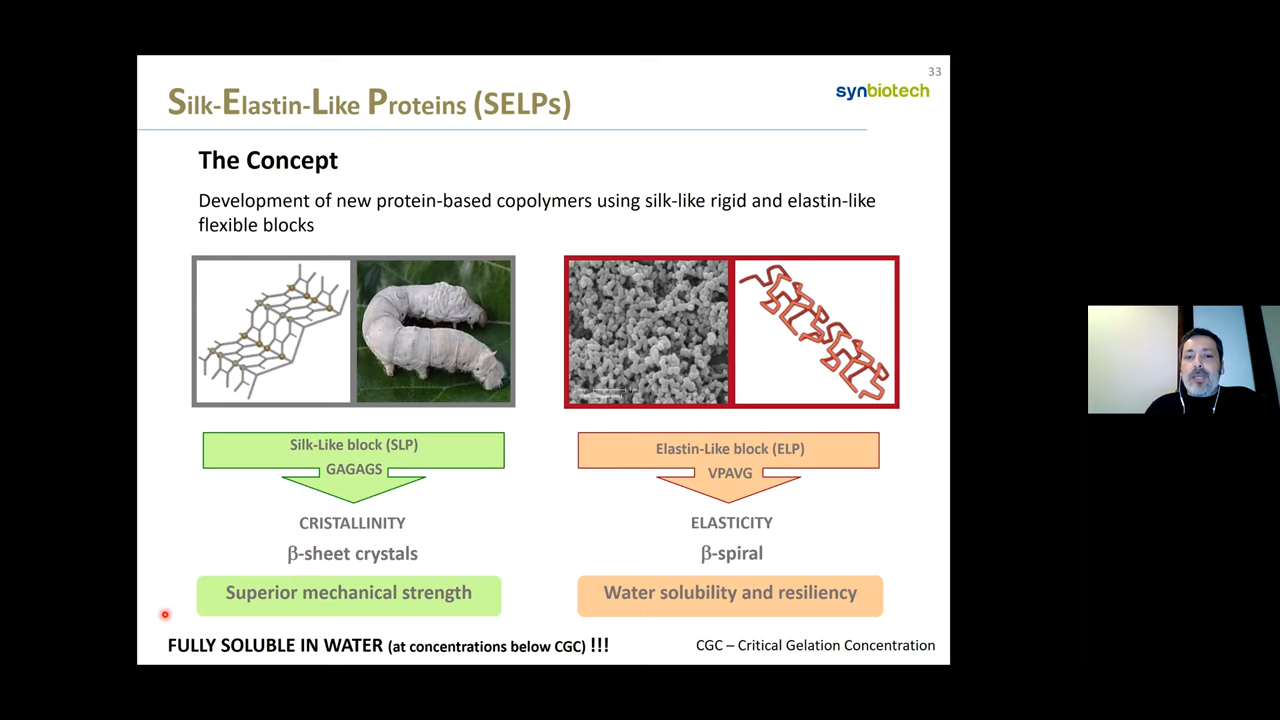 33
synbiotech
Silk-Elastin-Like Proteins (SELPs)
The Concept
Development of new protein-based copolymers using silk-like rigid and elastin-like
flexible blocks
Silk-Like block (SLP)
GAGAGS
CRISTALLINITY
β-sheet crystals
Superior mechanical strength
Elastin-Like block (ELP)
VPAVG
ELASTICITY
β-spiral
Water solubility and resiliency
FULLY SOLUBLE IN WATER (at concentrations below CGC) !!!
CGC – Critical Gelation Concentration